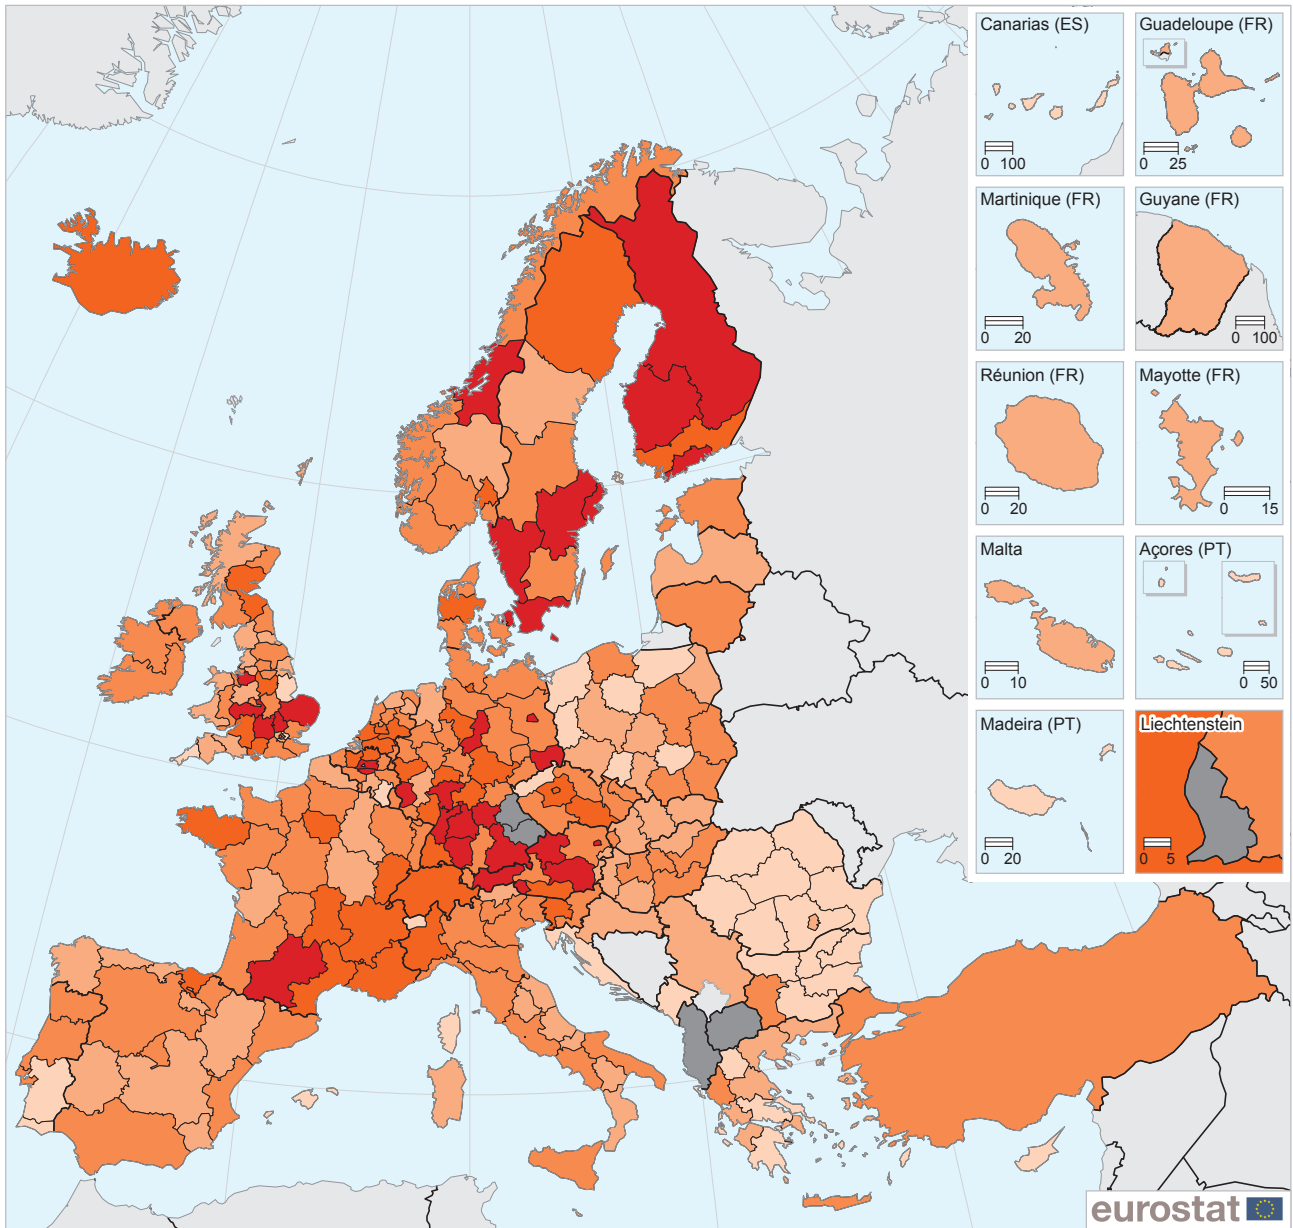 Canarias (ES)
0 100
Guadeloupe (FR)
0 25
Martinique (FR)
0 20
Guyane (FR)
0 100
Réunion (FR)
0 20
Mayotte (FR)
0 15
Malta
0 10
Açores (PT)
0 50
Madeira (PT)
0 20
Liechtenstein
0 5
eurostat